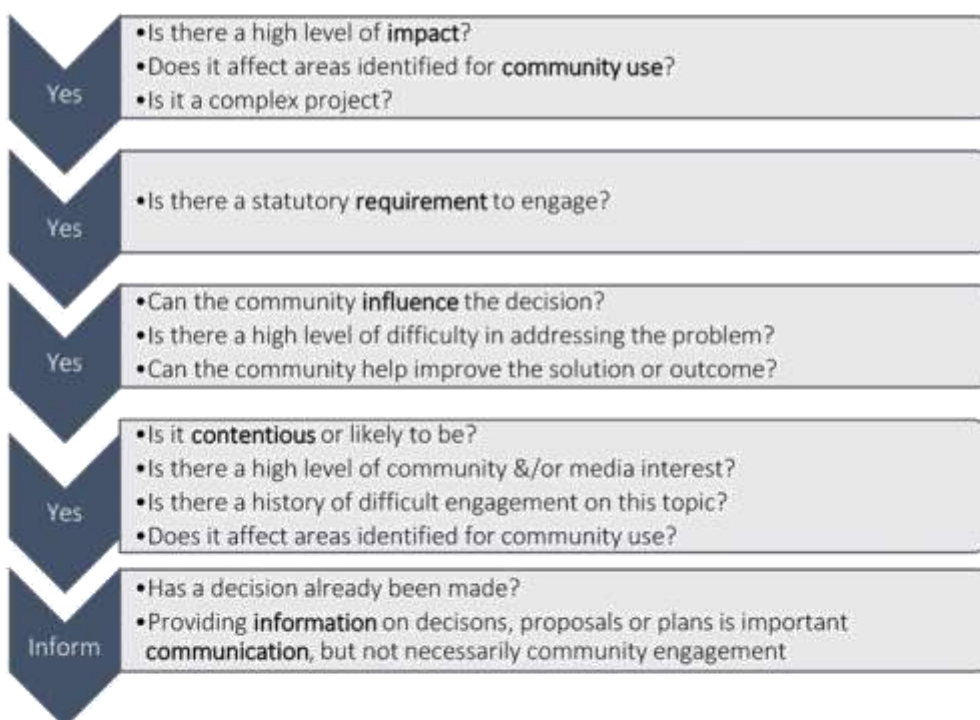 Yes
•Is there a high level of impact?
•Does it affect areas identified for community use?
•Is it a complex project?
Yes
•Is there a statutory requirement to engage?
Yes
•Can the community influence the decision?
•Is there a high level of difficulty in addressing the problem?
•Can the community help improve the solution or outcome?
Yes
•Is it contentious or likely to be?
•Is there a high level of community &/or media interest?
•Is there a history of difficult engagement on this topic?
•Does it affect areas identified for community use?
Inform
•Has a decision already been made?
•Providing information on decisons, proposals or plans is important
communication, but not necessarily community engagement